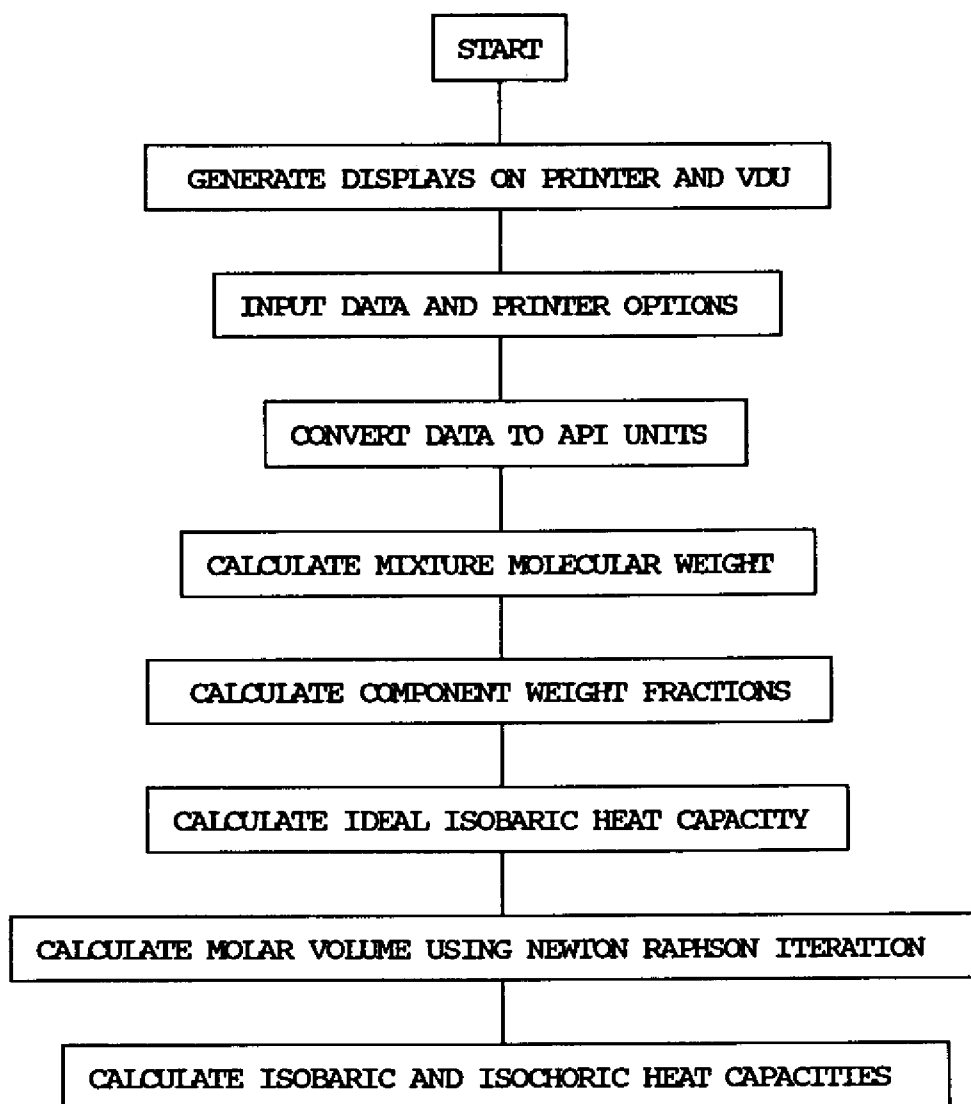 START
GENERATE DISPLAYS ON PRINTER AND VDU
INPUT DATA AND PRINTER OPTIONS
CONVERT DATA TO API UNITS
CALCULATE MIXTURE MOLECULAR WEIGHT
CALCULATE COMPONENT WEIGHT FRACTIONS
CALCULATE IDEAL ISOBARIC HEAT CAPACITY
CALCULATE MOLAR VOLUME USING NEWTON RAPHSON ITERATION
CALCULATE ISOBARIC AND ISOCHORIC HEAT CAPACITIES